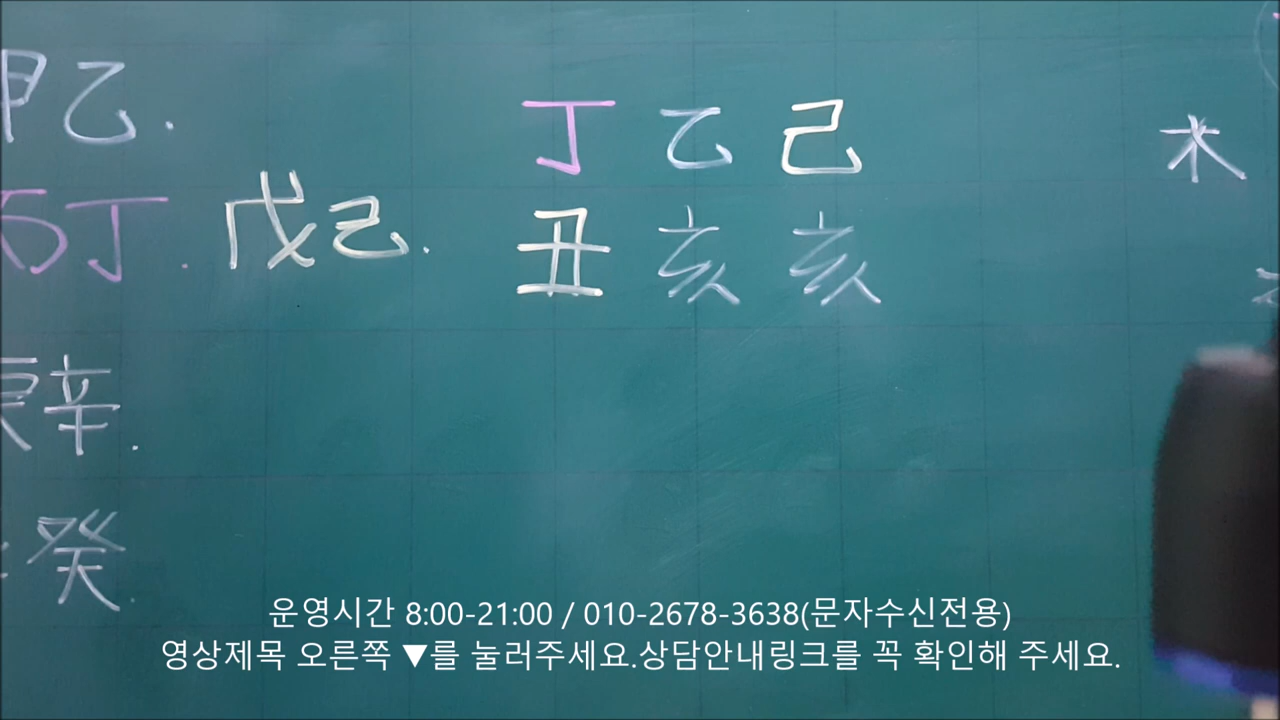 甲乙.
丙丁.戊己.
庚辛.
癸.
丁乙己
丑亥亥
木
운영시간 8:00-21:00 / 010-2678-3638(문자수신전용)
영상제목 오른쪽 ▼를 눌러주세요.상담안내링크를 꼭 확인해 주세요.